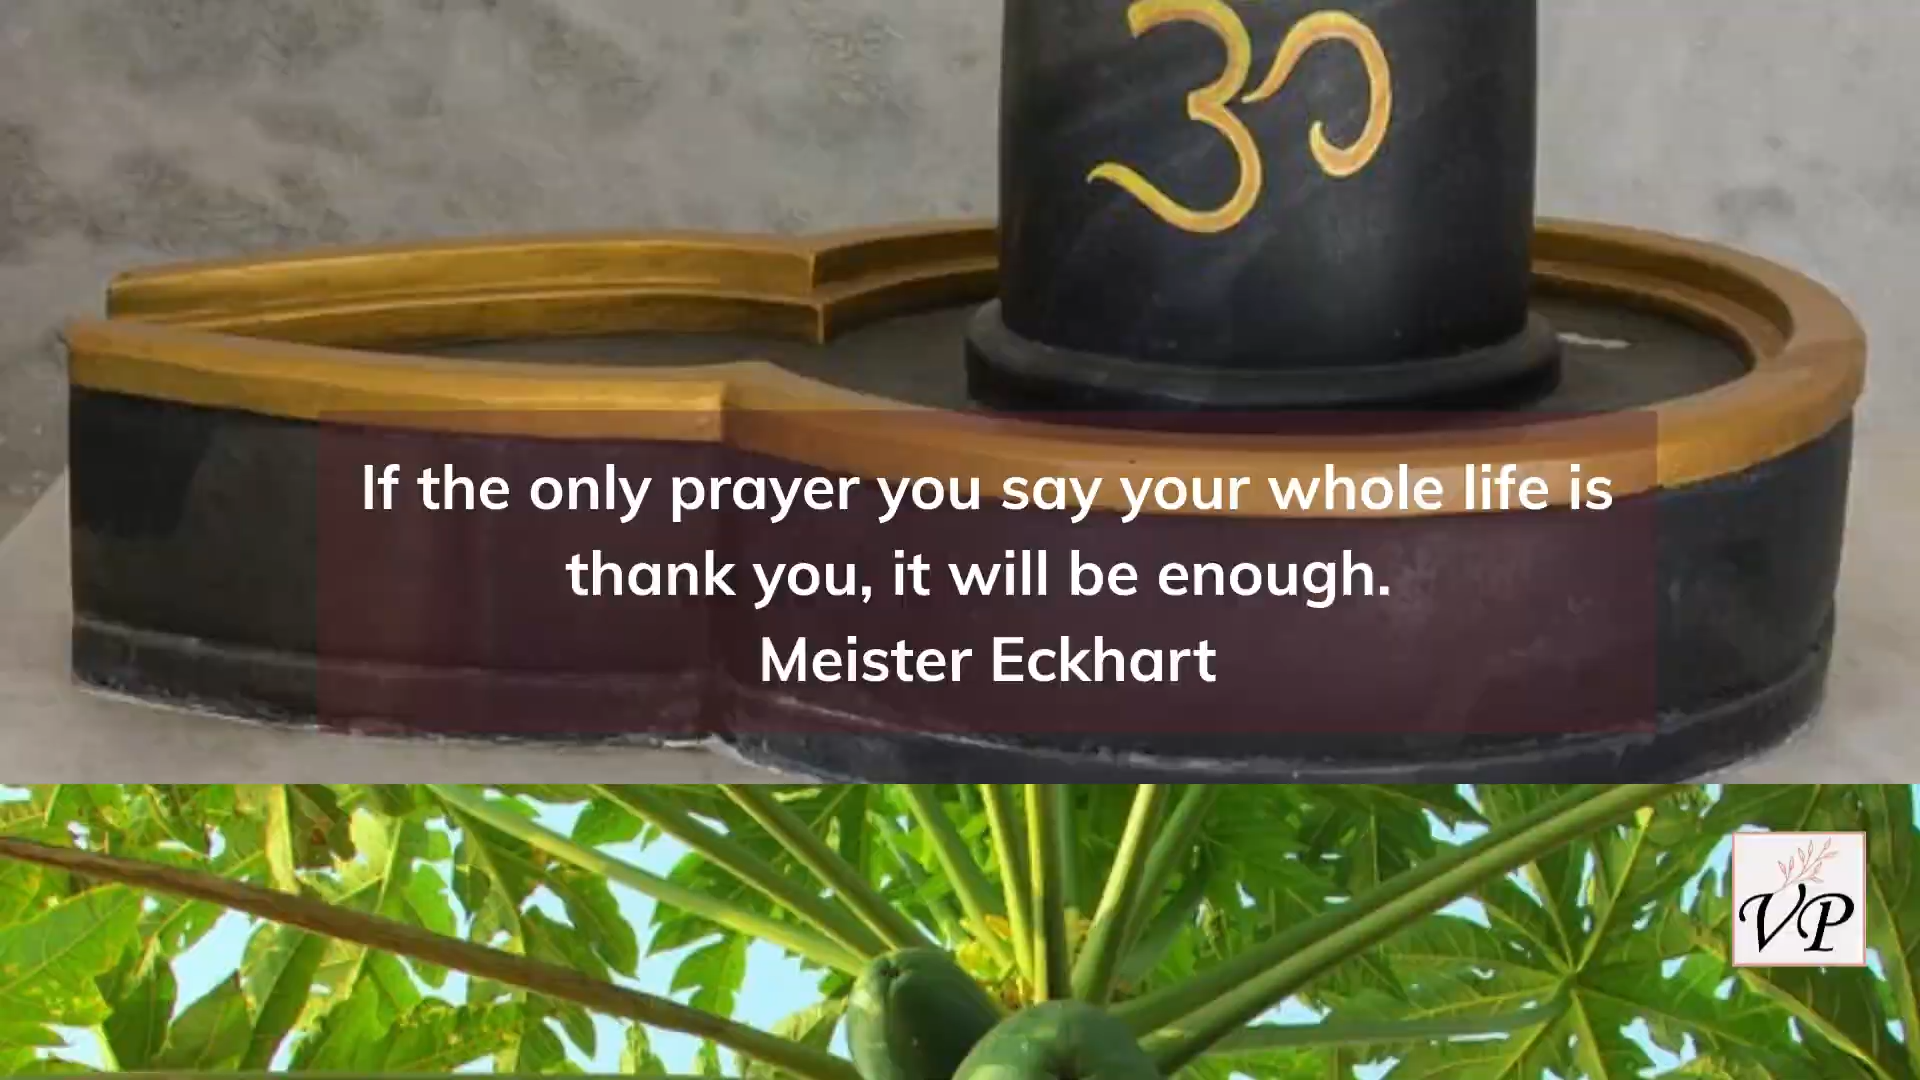 ॐ
If the only prayer you say your whole life is
thank you, it will be enough.
Meister Eckhart
VP